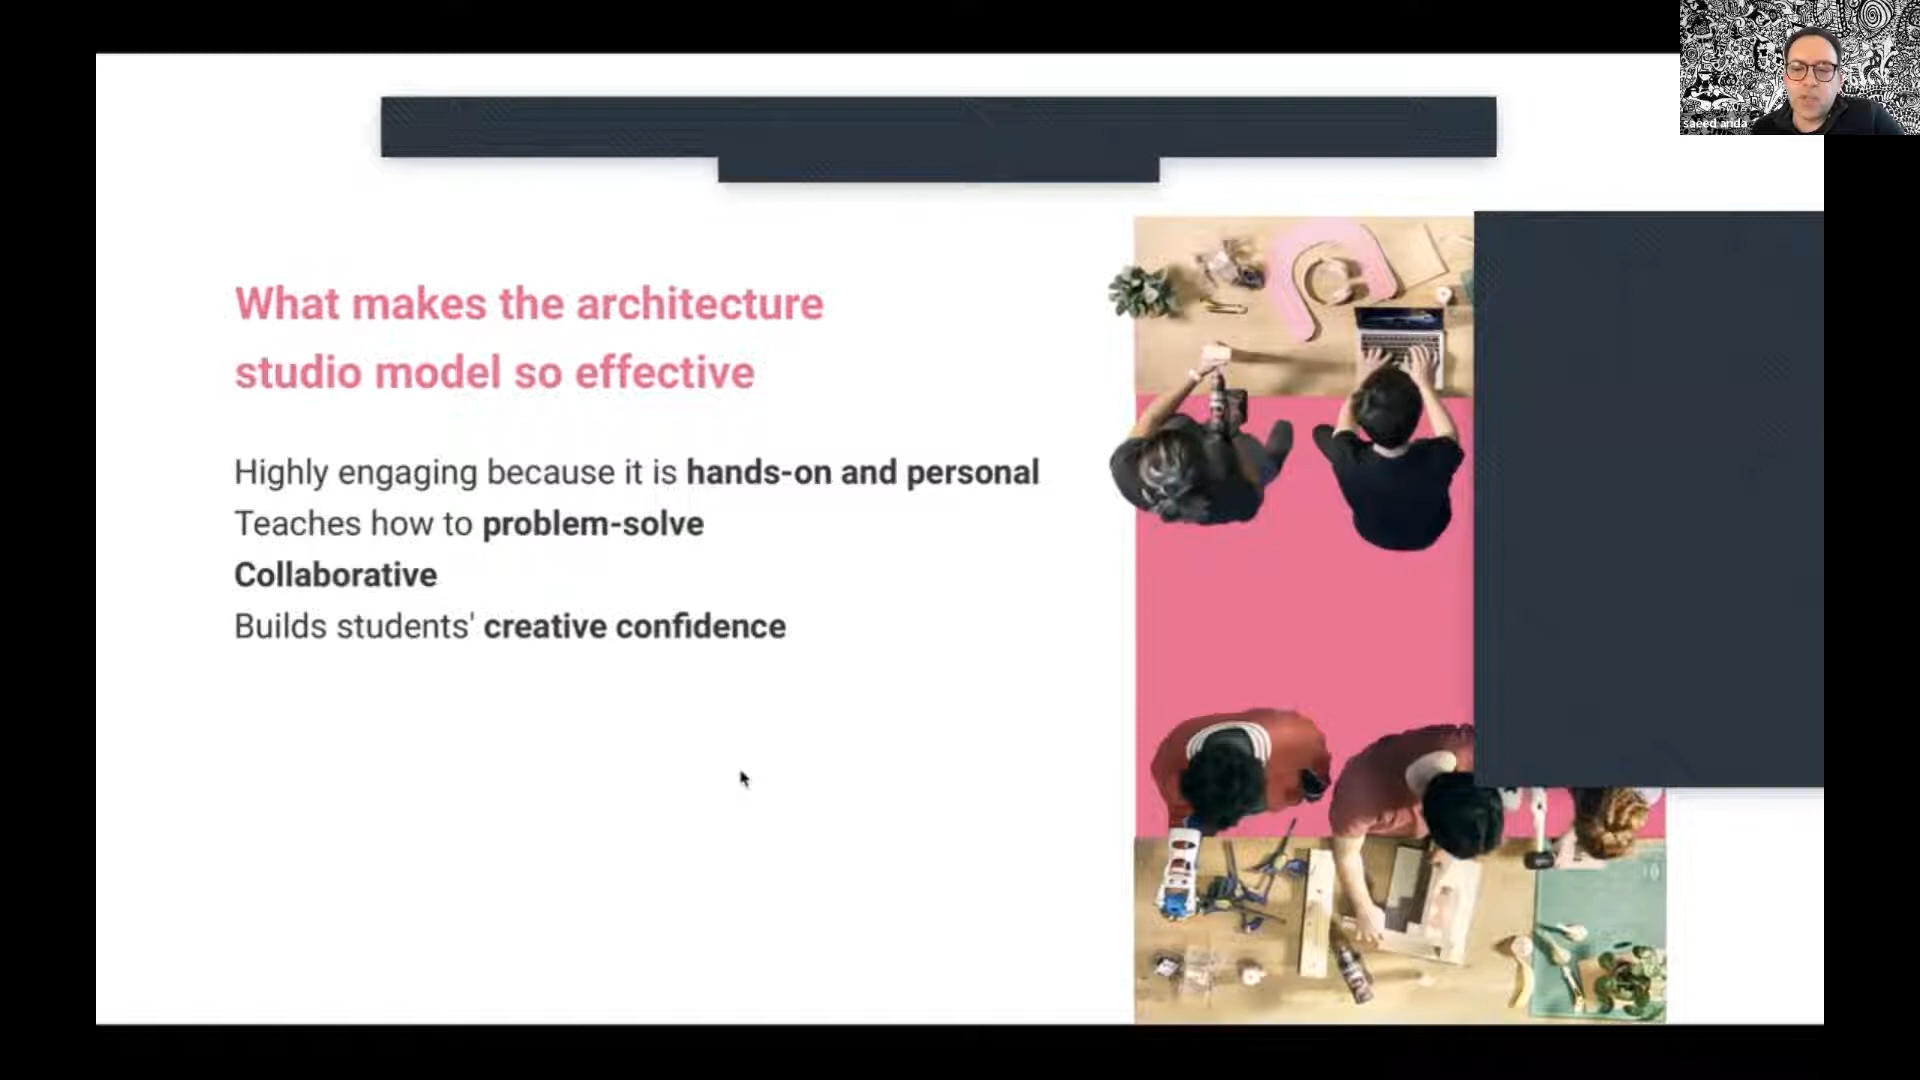 saeed arida
What makes the architecture
studio model so effective
Highly engaging because it is hands-on and personal
Teaches how to problem-solve
Collaborative
Builds students' creative confidence